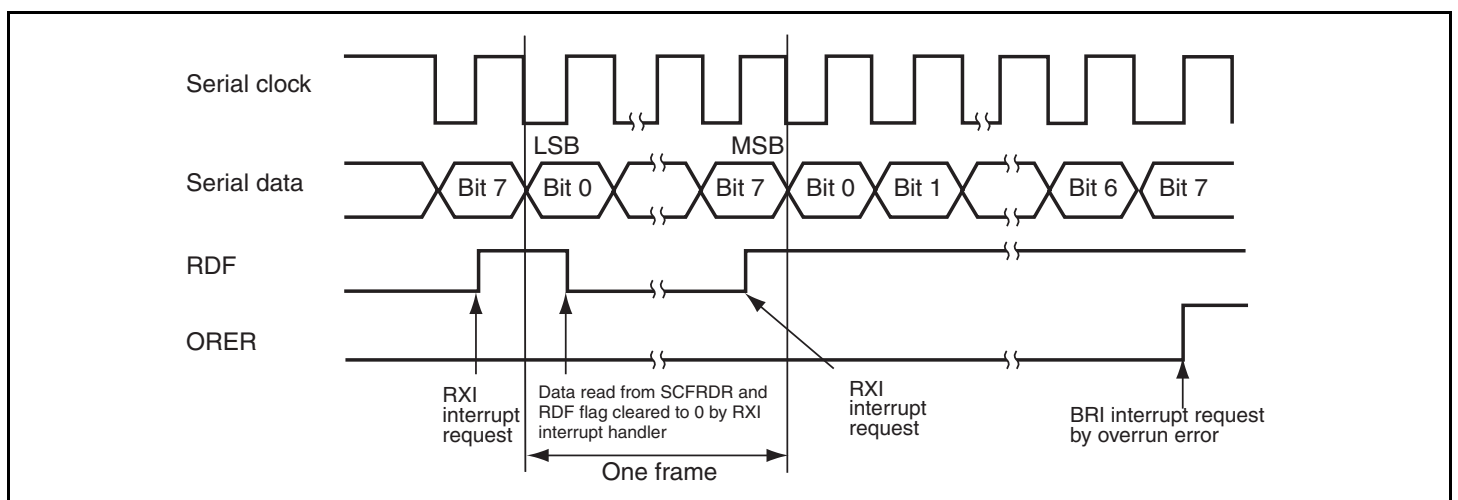 Serial clock
LSB
MSB
Serial data
Bit 7
Bit 0
Bit 7
Bit 0
Bit 1
Bit 6
Bit 7
RDF
ORER
RXI
interrupt
request
Data read from SCFRDR and
RDF flag cleared to 0 by RXI
interrupt handler
RXI
interrupt
request
BRI interrupt request
by overrun error
One frame